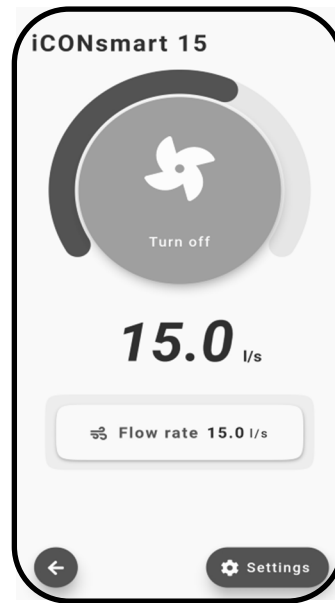 iCONsmart 15
Turn off
15.0 l/s
Flow rate 15.0 l/s
Settings